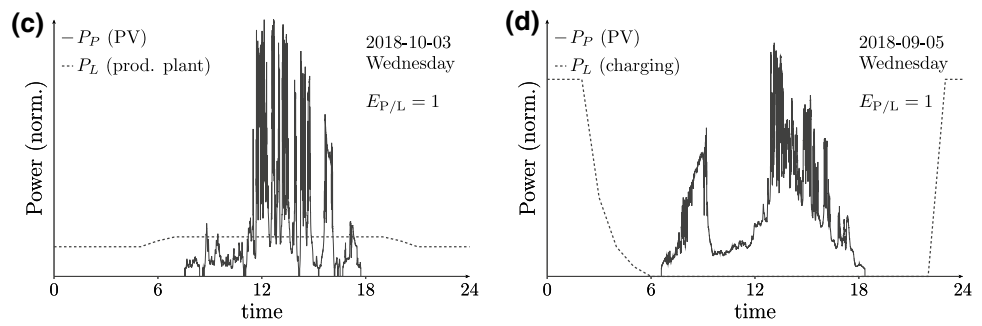 (c)
– P_P (PV)
---- P_L (prod. plant)
2018-10-03
Wednesday
E_P/L = 1
Power (norm.)
0 6 12 18 24
time
(d)
– P_P (PV)
---- P_L (charging)
2018-09-05
Wednesday
E_P/L = 1
Power (norm.)
0 6 12 18 24
time